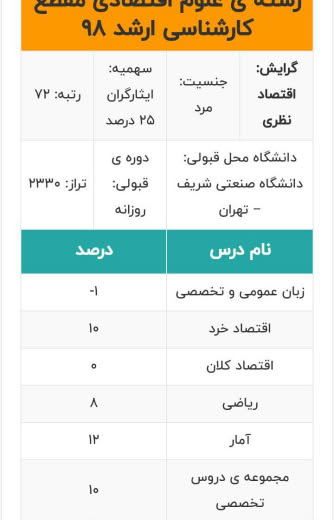 رشته ی علوم اقتصادی مقطع
کارشناسی ارشد ۹۸
گرایش:
اقتصاد
نظری
جنسیت:
مرد
سهمیه:
ایثارگران
۲۵ درصد
رتبه: ۷۲
دانشگاه محل قبولی:
دانشگاه صنعتی شریف
– تهران
دوره ی
قبولی:
روزانه
تراز: ۲۳۳۰
نام درس درصد
زبان عمومی و تخصصی -۱
اقتصاد خرد ۱۰
اقتصاد کلان ۰
ریاضی ۸
آمار ۱۲
مجموعه ی دروس
تخصصی
۱۰